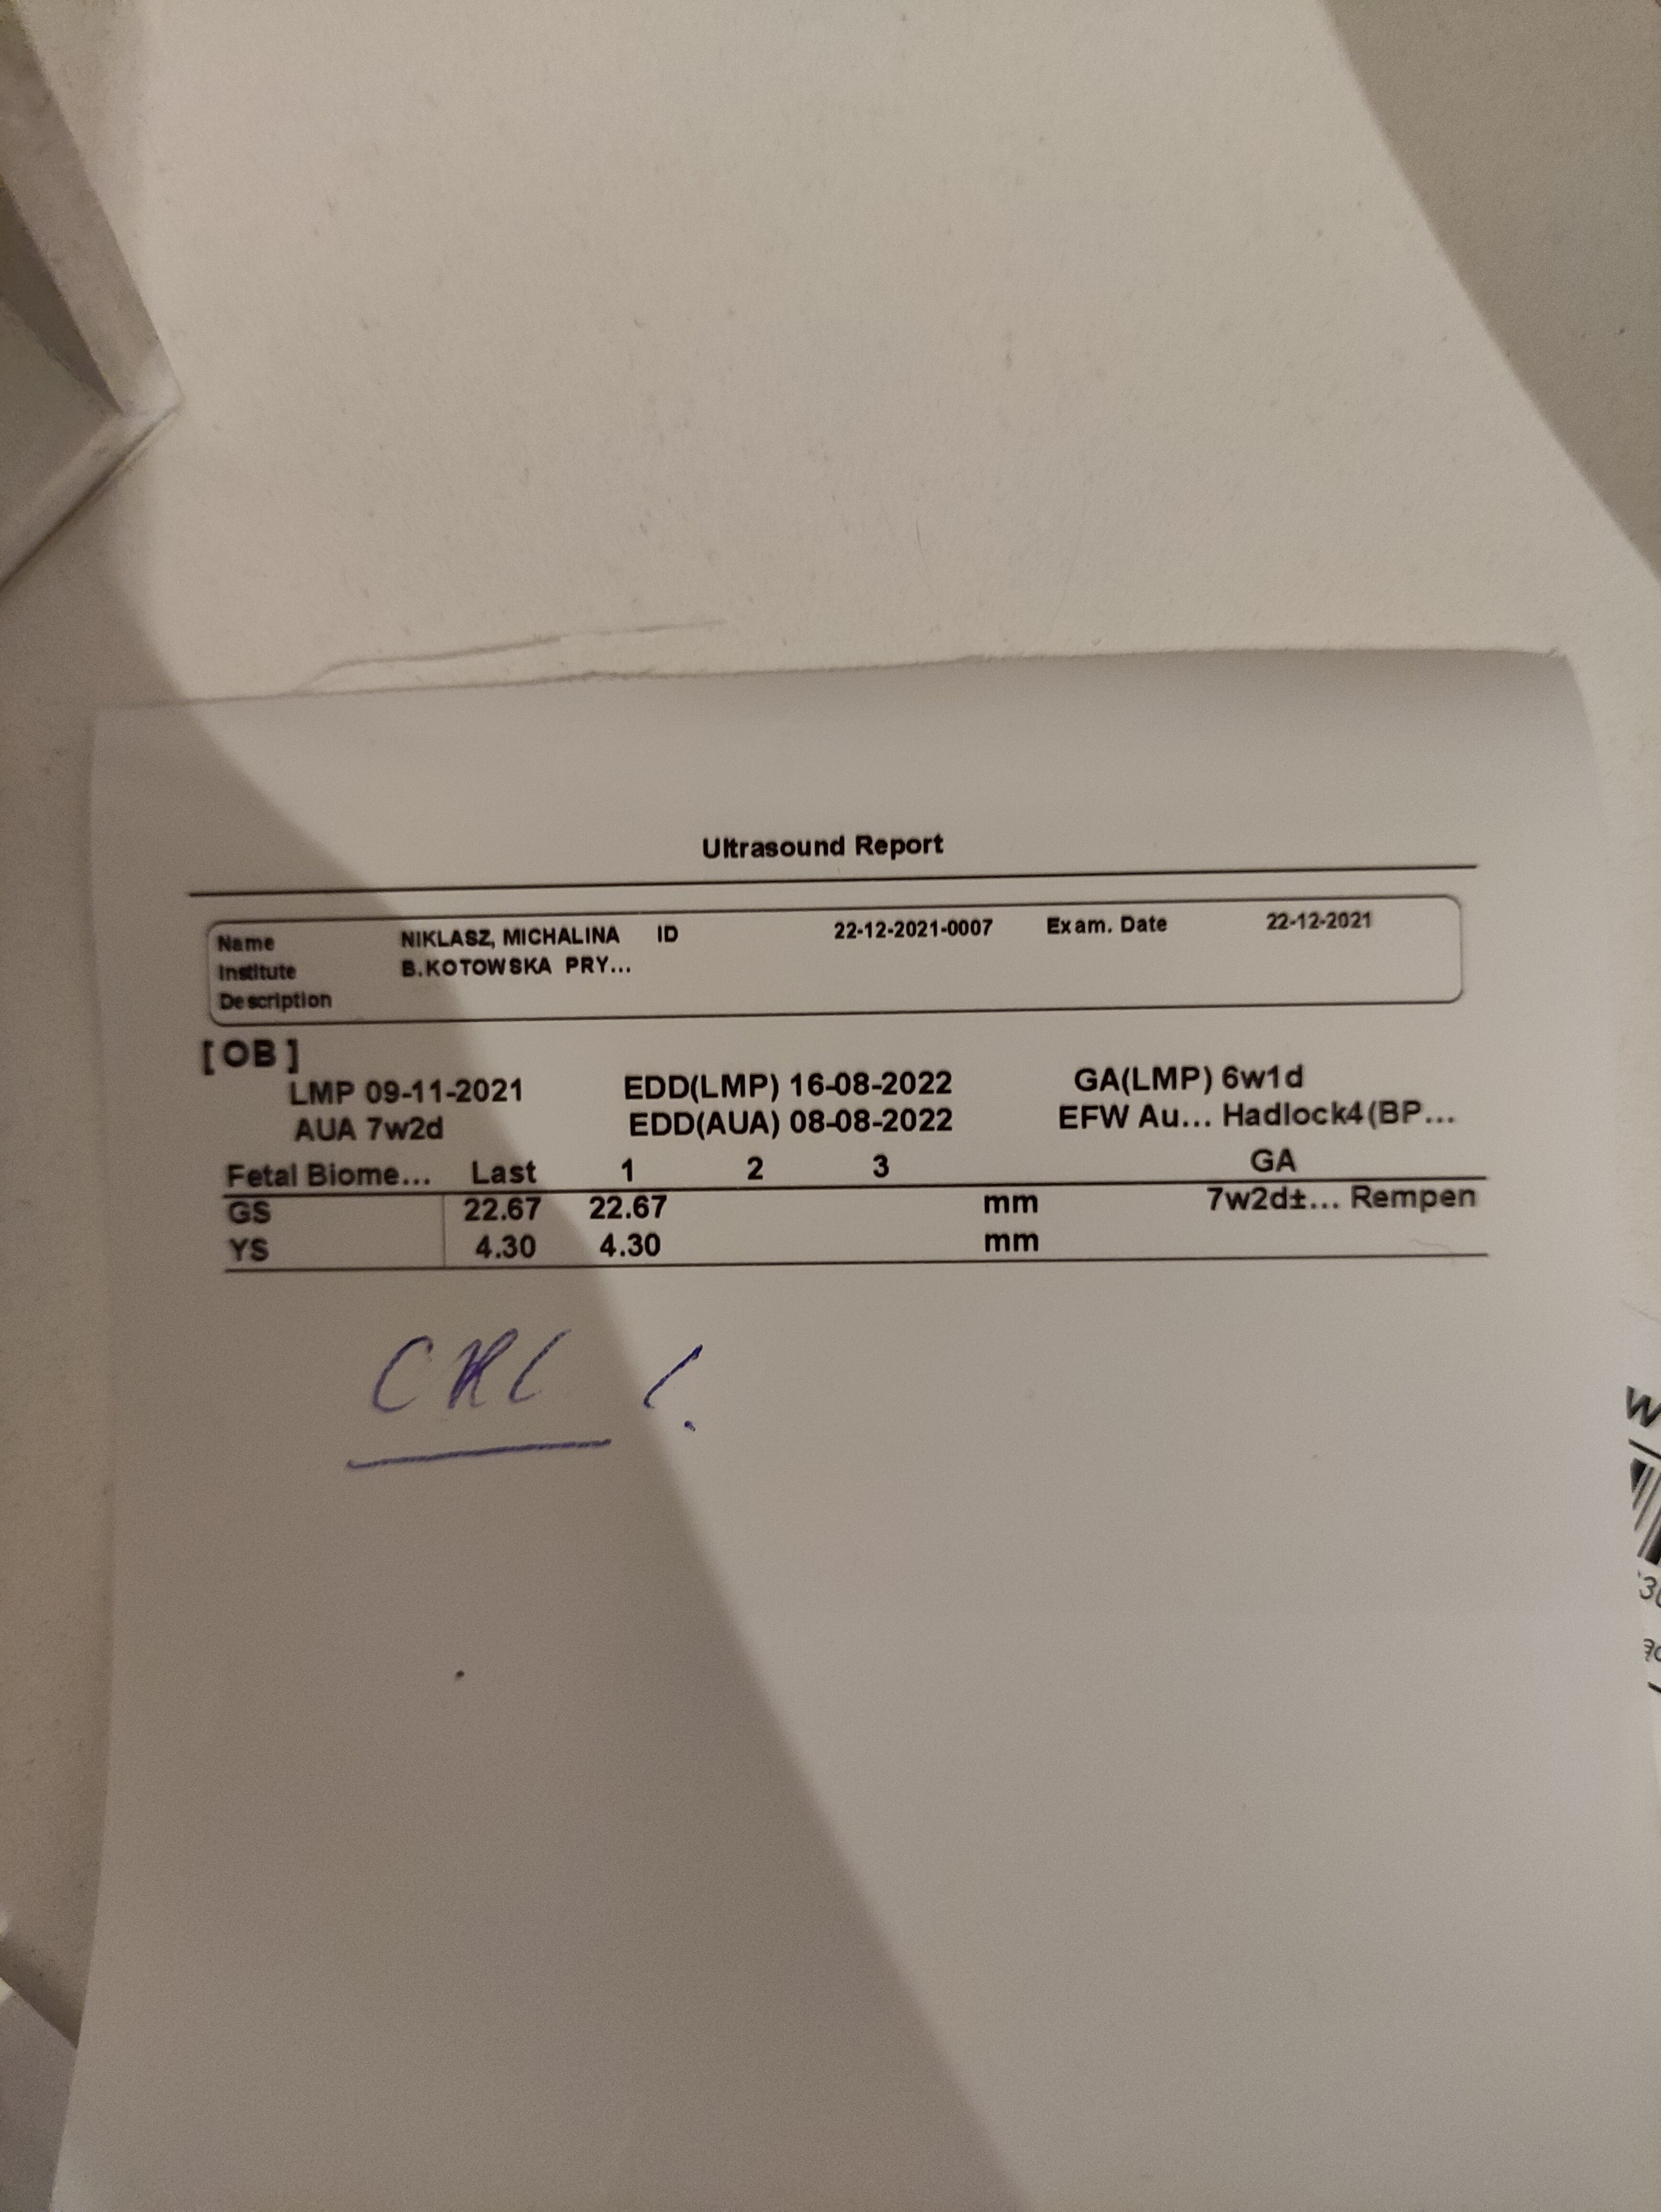 Ultrasound Report
Name NIKLASZ, MICHALINA ID 22-12-2021-0007 Exam. Date 22-12-2021
Institute B.KOTOWSKA PRY...
Description
[OB]
LMP 09-11-2021 EDD(LMP) 16-08-2022 GA(LMP) 6w1d
AUA 7w2d EDD(AUA) 08-08-2022 EFW Au... Hadlock4(BP...
Fetal Biome... Last 1 2 3 GA
GS 22.67 22.67 mm 7w2d±... Rempen
YS 4.30 4.30 mm
CRL !
W